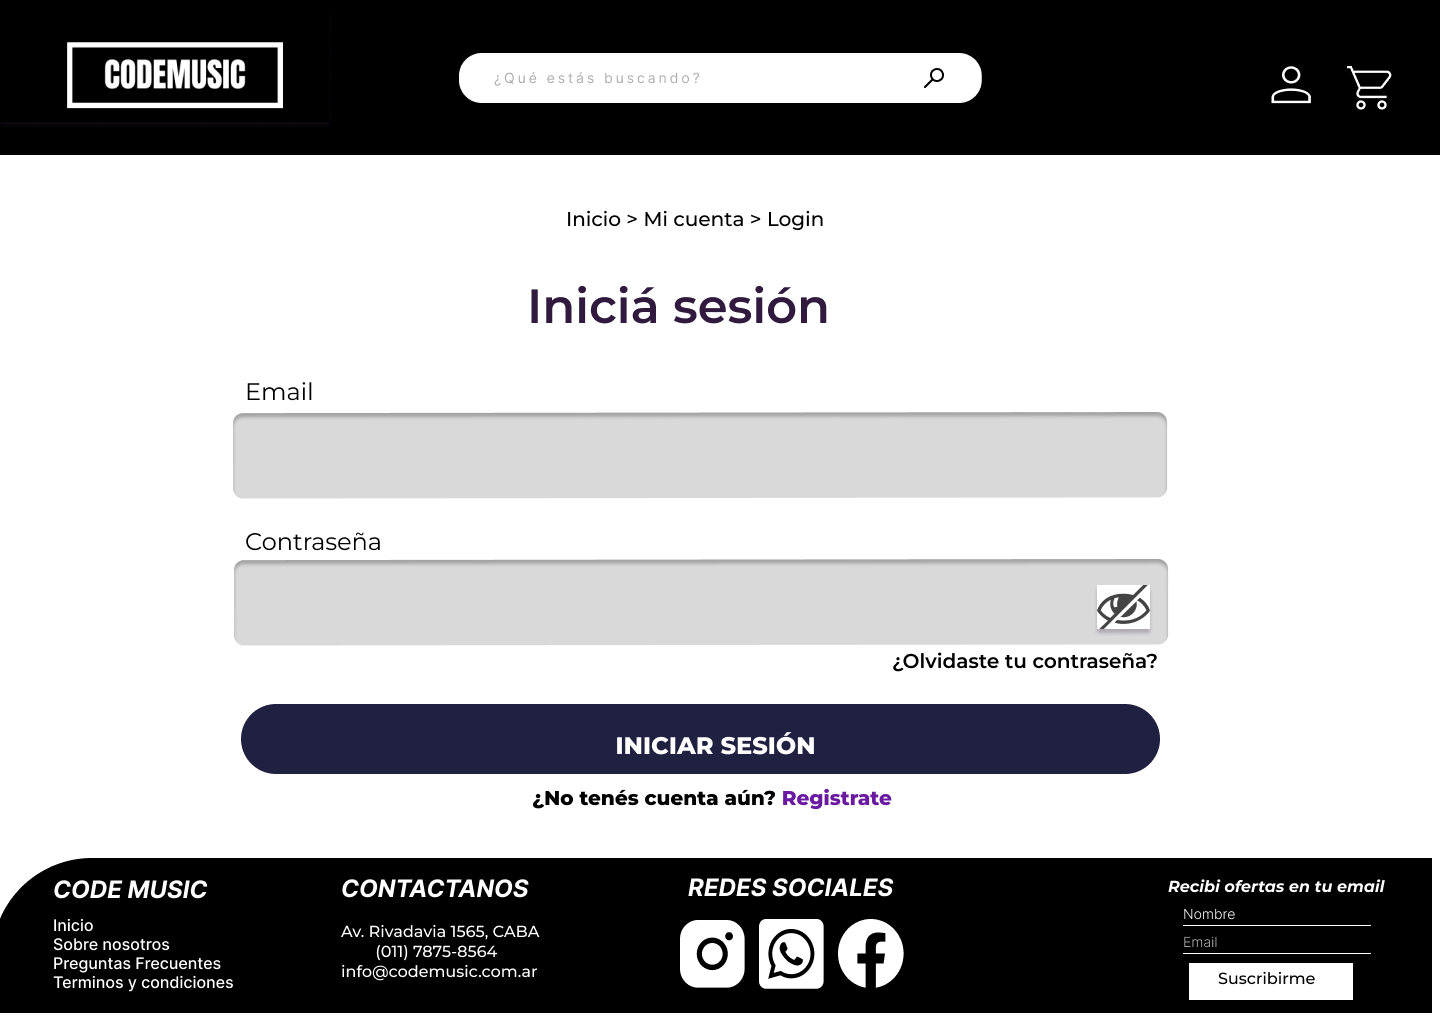 CODEMUSIC
¿Qué estás buscando?
Inicio > Mi cuenta > Login
Iniciá sesión
Email
Contraseña
¿Olvidaste tu contraseña?
INICIAR SESIÓN
¿No tenés cuenta aún? Registrate
CODE MUSIC
Inicio
Sobre nosotros
Preguntas Frecuentes
Terminos y condiciones
CONTACTANOS
Av. Rivadavia 1565, CABA
(011) 7875-8564
info@codemusic.com.ar
REDES SOCIALES
Recibi ofertas en tu email
Nombre
Email
Suscribirme